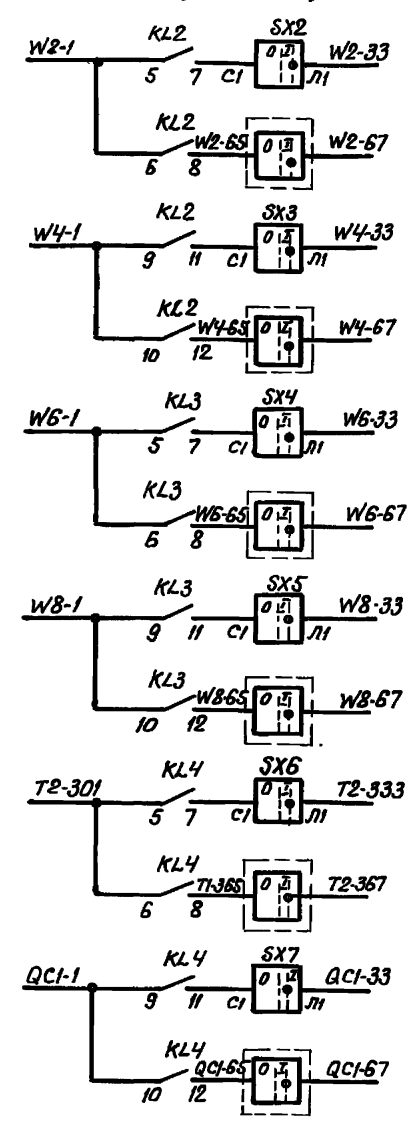 KL2 SX2
W2-1 W2-33
5 7 C1 O I Л1
KL2
W2-65 O I W2-67
6 8
KL2 SX3
W4-1 O I W4-33
9 11 C1 Л1
KL2
W4-65 O I W4-67
10 12
KL3 SX4
W6-1 O I W6-33
5 7 C1 Л1
KL3
W6-65 O I W6-67
6 8
KL3 SX5
W8-1 O I W8-33
9 11 C1 Л1
KL3
W8-65 O I W8-67
10 12
KL4 SX6
T2-301 O I T2-333
5 7 C1 Л1
KL4
T1-365 O I T2-367
6 8
KL4 SX7
QC1-1 O I QC1-33
9 11 C1 Л1
KL4
QC1-65 O I QC1-67
10 12